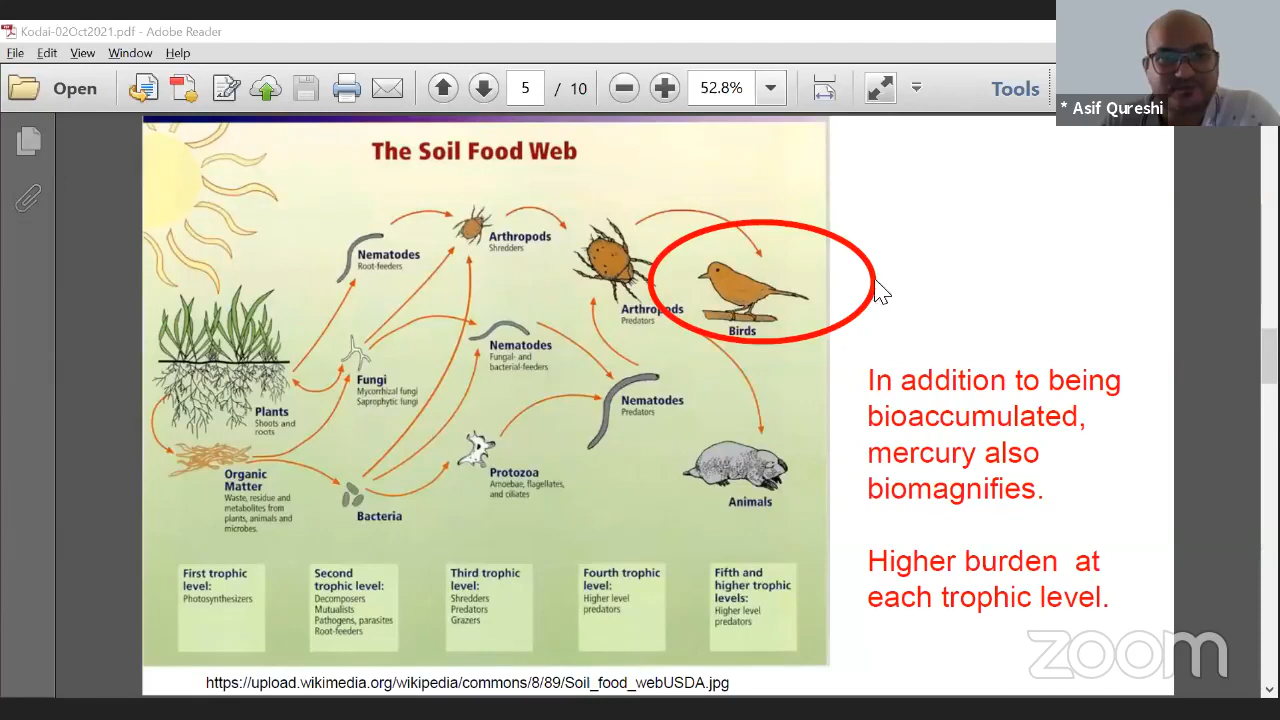 Kodai-02Oct2021.pdf - Adobe Reader
File Edit View Window Help
Open
5 / 10
52.8%
Tools
* Asif Qureshi
The Soil Food Web
Nematodes
Root-feeders
Arthropods
Shredders
Arthropods
Predators
Birds
Nematodes
Fungal- and
bacterial-feeders
Fungi
Mycorrhizal fungi
Saprophytic fungi
Plants
Shoots and
roots
Nematodes
Predators
Organic
Matter
Waste, residue and
metabolites from
plants, animals and
microbes.
Bacteria
Protozoa
Amoebae, flagellates,
and ciliates
Animals
First trophic
level:
Photosynthesizers
Second
trophic level:
Decomposers
Mutualists
Pathogens, parasites
Root-feeders
Third trophic
level:
Shredders
Predators
Grazers
Fourth trophic
level:
Higher level
predators
Fifth and
higher trophic
levels:
Higher level
predators
In addition to being
bioaccumulated,
mercury also
biomagnifies.
Higher burden at
each trophic level.
https://upload.wikimedia.org/wikipedia/commons/8/89/Soil_food_webUSDA.jpg
zoom